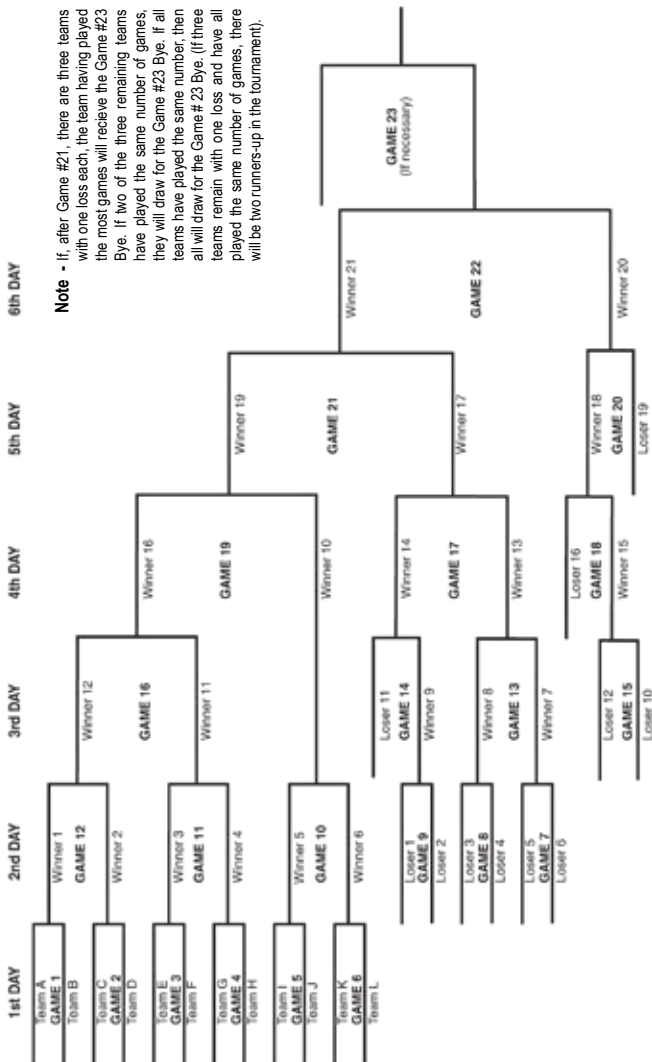 1st DAY
2nd DAY
3rd DAY
4th DAY
5th DAY
6th DAY
Team A
GAME 1
Team B
Team C
GAME 2
Team D
Team E
GAME 3
Team F
Team G
GAME 4
Team H
Team I
GAME 5
Team J
Team K
GAME 6
Team L
Winner 1
GAME 12
Winner 2
Winner 3
GAME 11
Winner 4
Winner 5
GAME 10
Winner 6
Loser 1
GAME 9
Loser 2
Loser 3
GAME 8
Loser 4
Loser 5
GAME 7
Loser 6
Winner 12
GAME 16
Winner 11
Loser 11
GAME 14
Winner 9
Winner 8
GAME 13
Winner 7
Loser 12
GAME 15
Loser 10
Winner 16
GAME 19
Winner 10
Winner 14
GAME 17
Winner 13
Loser 16
GAME 18
Winner 15
Winner 19
GAME 21
Winner 17
Winner 18
GAME 20
Loser 19
Winner 21
GAME 22
Winner 20
GAME 23
(If necessary)
Note - If, after Game #21, there are three teams
with one loss each, the team having played
the most games will recieve the Game #23
Bye. If two of the three remaining teams
have played the same number of games,
they will draw for the Game #23 Bye. If all
teams have played the same number, then
all will draw for the Game # 23 Bye. (If three
teams remain with one loss and have all
played the same number of games, there
will be two runners-up in the tournament).